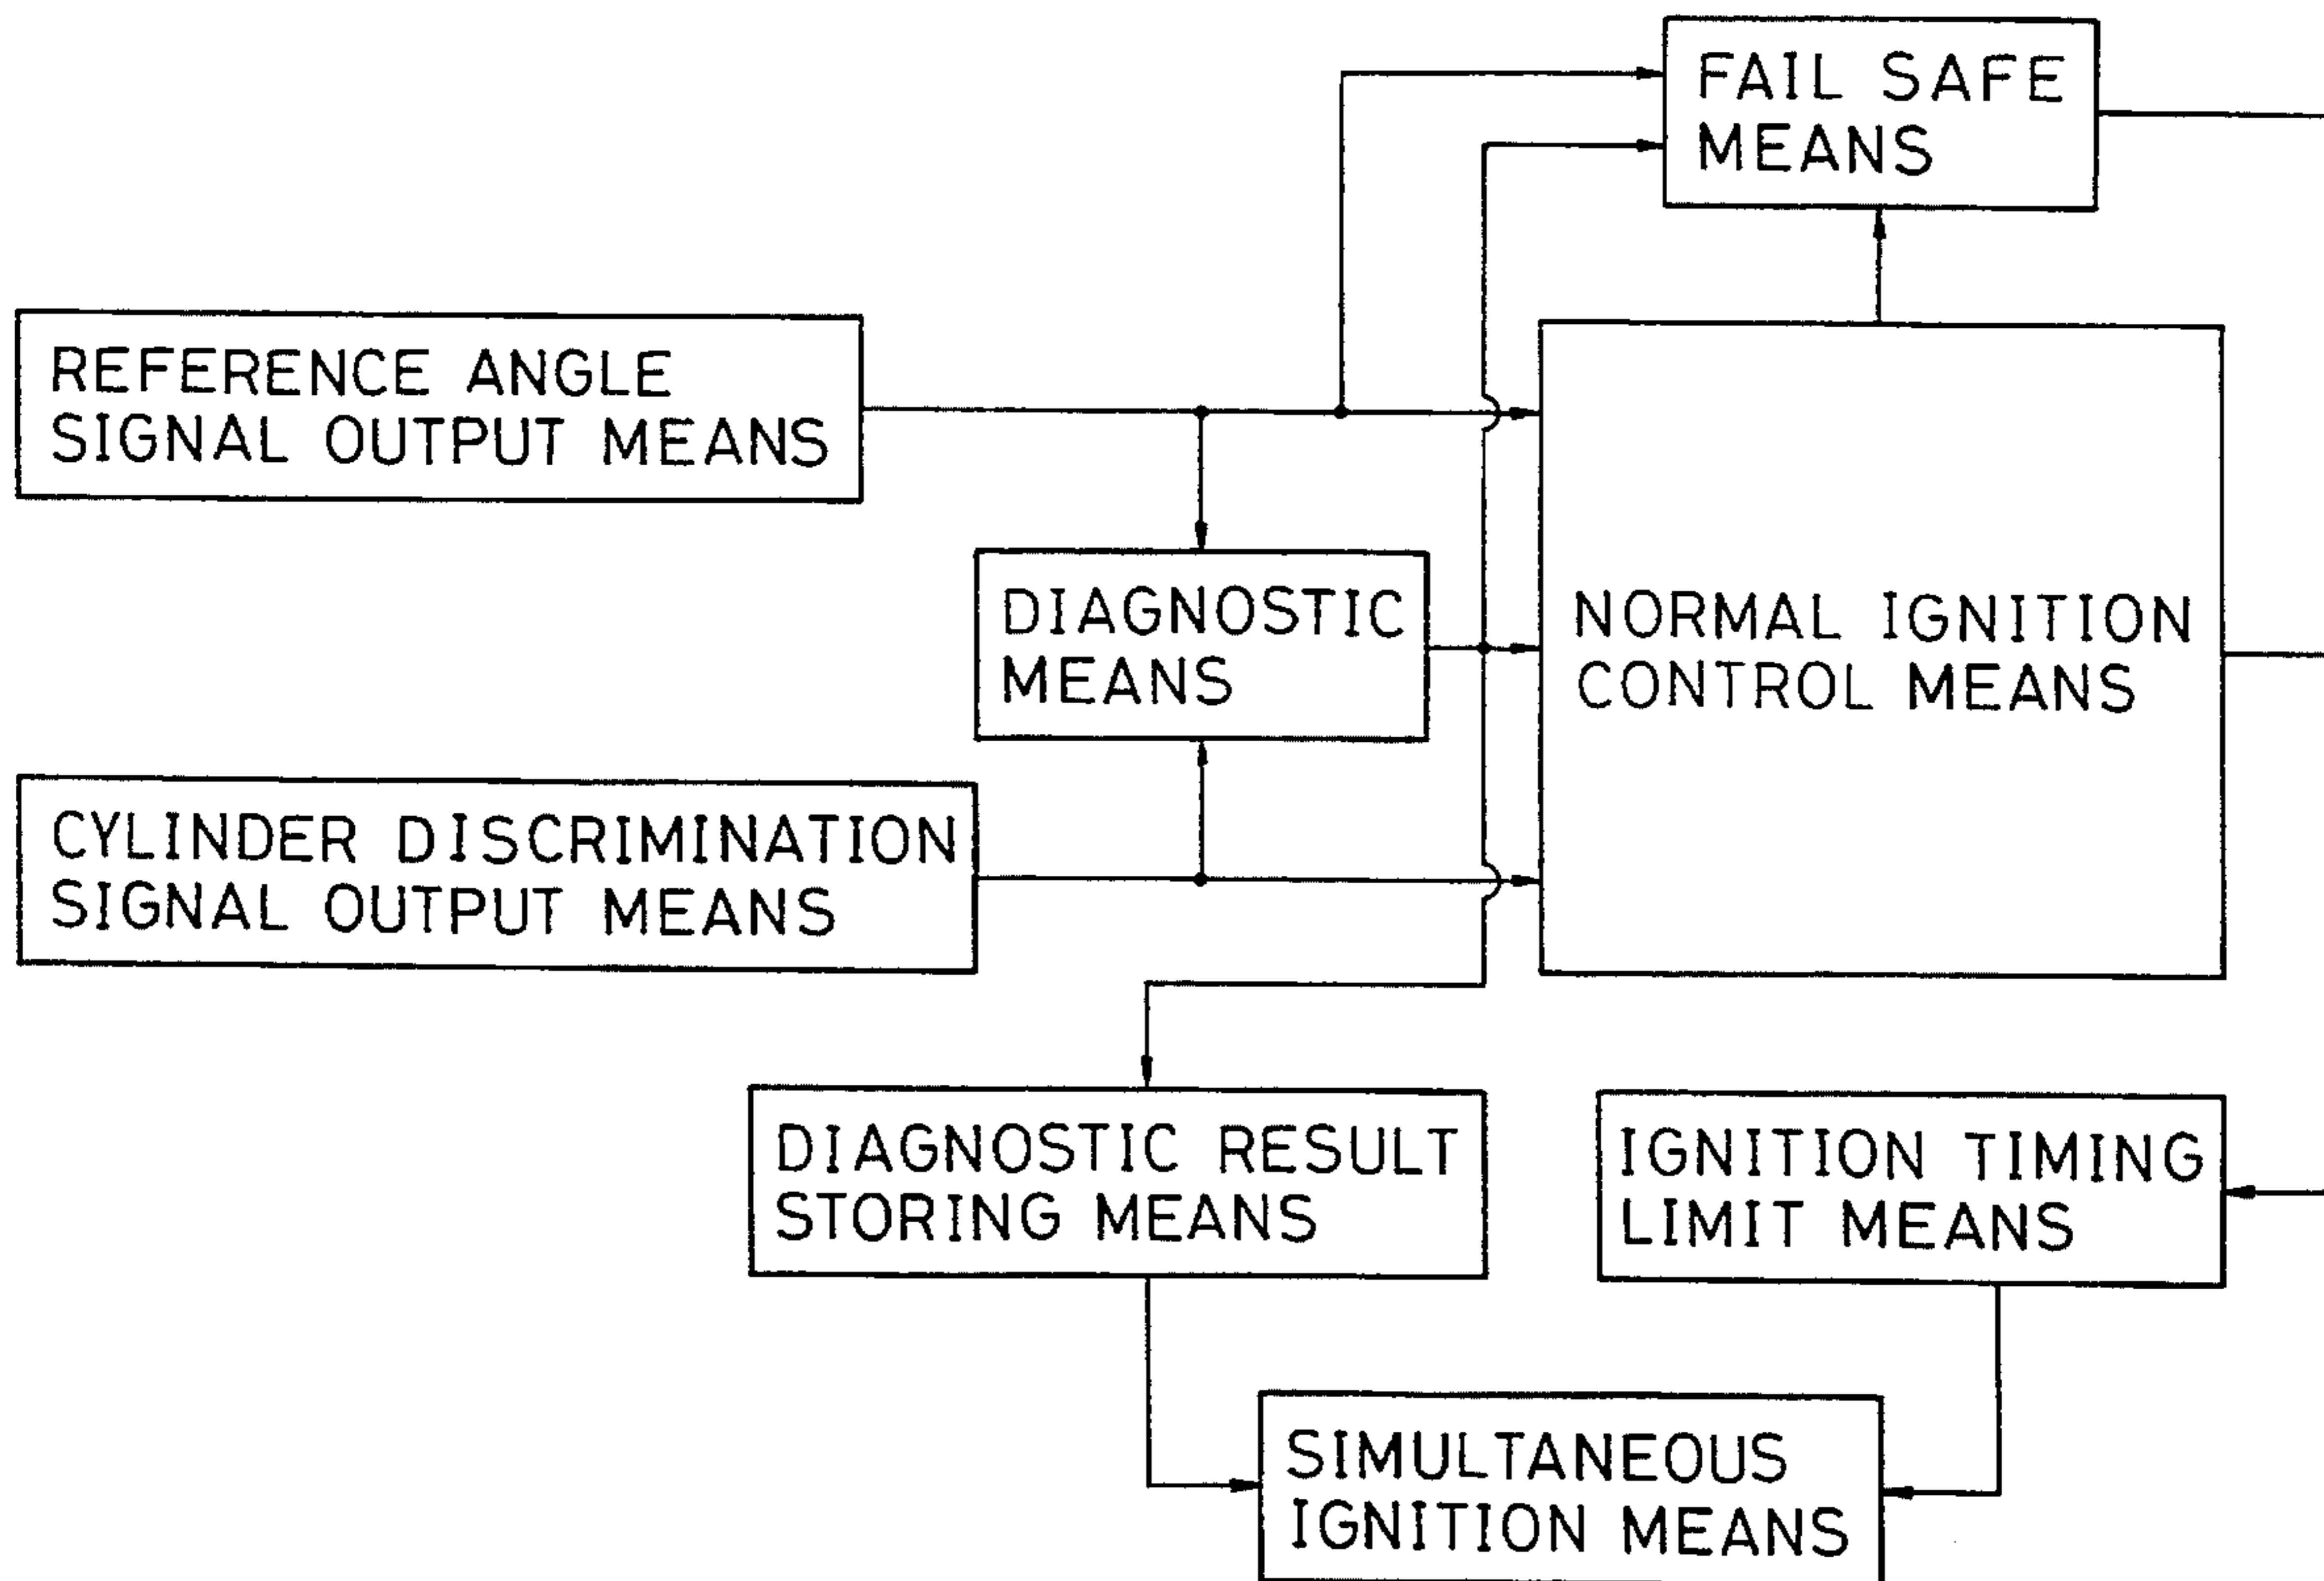 FAIL SAFE
MEANS
REFERENCE ANGLE
SIGNAL OUTPUT MEANS
DIAGNOSTIC
MEANS
NORMAL IGNITION
CONTROL MEANS
CYLINDER DISCRIMINATION
SIGNAL OUTPUT MEANS
DIAGNOSTIC RESULT
STORING MEANS
IGNITION TIMING
LIMIT MEANS
SIMULTANEOUS
IGNITION MEANS